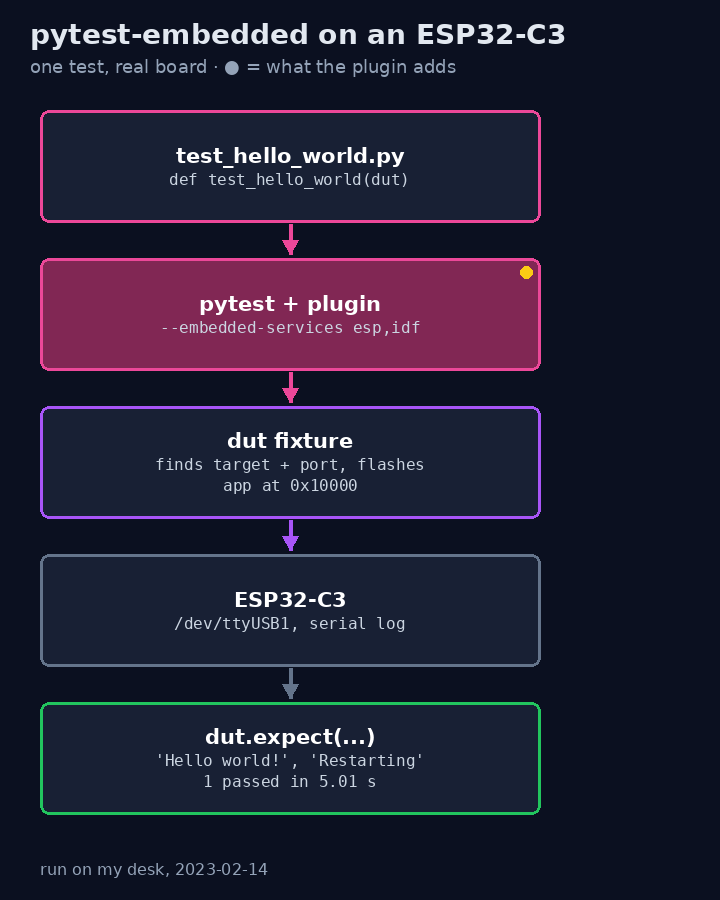 pytest-embedded on an ESP32-C3
one test, real board · ● = what the plugin adds
test_hello_world.py
def test_hello_world(dut)
pytest + plugin
--embedded-services esp,idf
dut fixture
finds target + port, flashes
app at 0x10000
ESP32-C3
/dev/ttyUSB1, serial log
dut.expect(...)
'Hello world!', 'Restarting'
1 passed in 5.01 s
run on my desk, 2023-02-14